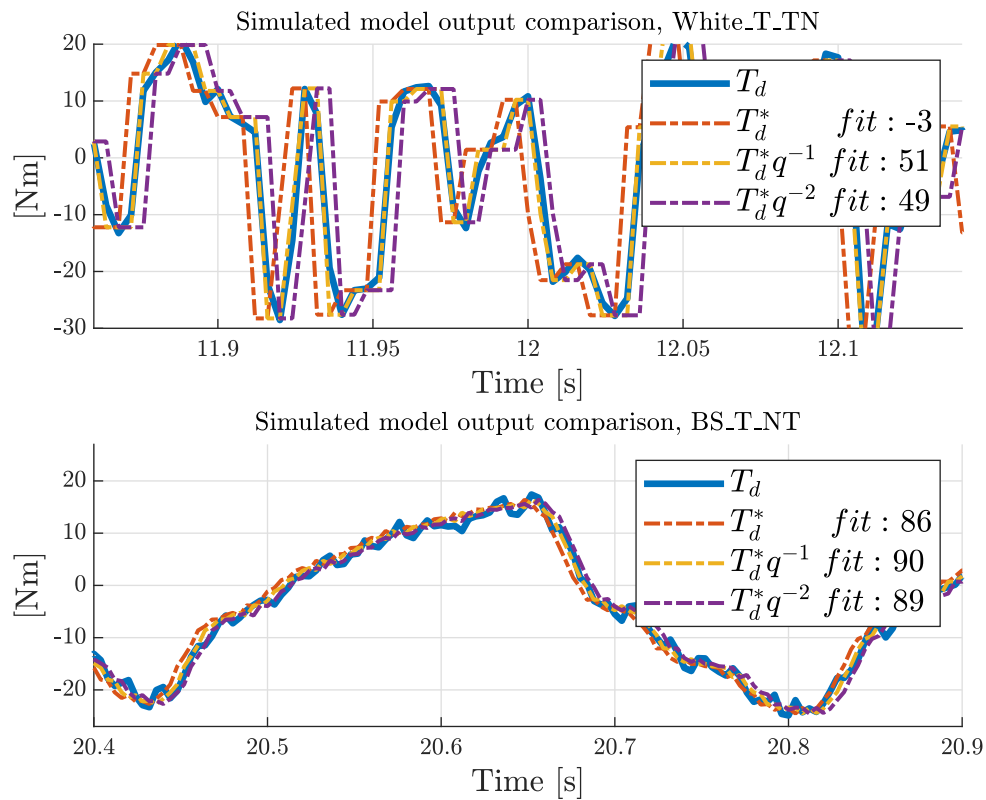 Simulated model output comparison, White_T_TN
20
10
0
-10
-20
-30
[Nm]
T_d
T_d^* fit : -3
T_d^* q^{-1} fit : 51
T_d^* q^{-2} fit : 49
11.9 11.95 12 12.05 12.1
Time [s]
Simulated model output comparison, BS_T_NT
20
10
0
-10
-20
[Nm]
T_d
T_d^* fit : 86
T_d^* q^{-1} fit : 90
T_d^* q^{-2} fit : 89
20.4 20.5 20.6 20.7 20.8 20.9
Time [s]